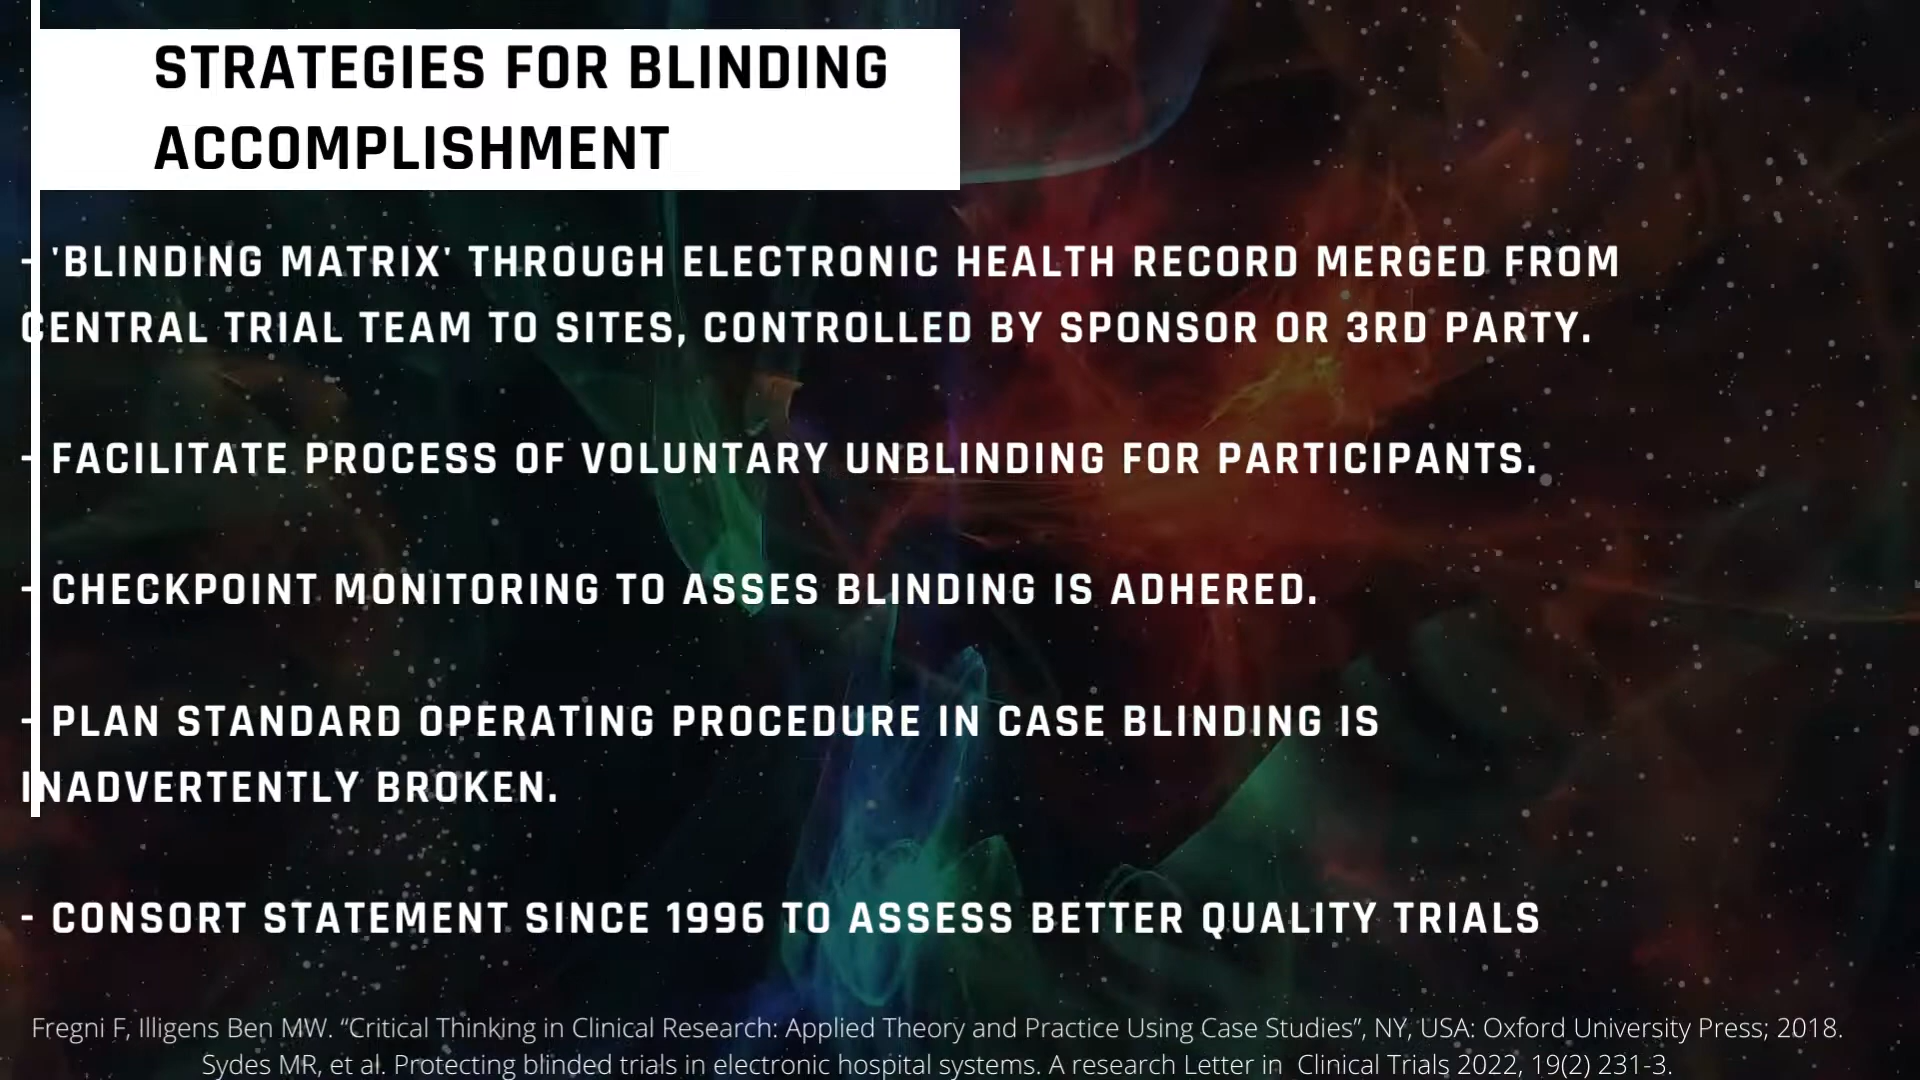 STRATEGIES FOR BLINDING
ACCOMPLISHMENT
- 'BLINDING MATRIX' THROUGH ELECTRONIC HEALTH RECORD MERGED FROM
CENTRAL TRIAL TEAM TO SITES, CONTROLLED BY SPONSOR OR 3RD PARTY.
- FACILITATE PROCESS OF VOLUNTARY UNBLINDING FOR PARTICIPANTS.
- CHECKPOINT MONITORING TO ASSES BLINDING IS ADHERED.
- PLAN STANDARD OPERATING PROCEDURE IN CASE BLINDING IS
INADVERTENTLY BROKEN.
- CONSORT STATEMENT SINCE 1996 TO ASSESS BETTER QUALITY TRIALS
Fregni F, Illigens Ben MW. “Critical Thinking in Clinical Research: Applied Theory and Practice Using Case Studies”, NY, USA: Oxford University Press; 2018.
Sydes MR, et al. Protecting blinded trials in electronic hospital systems. A research Letter in  Clinical Trials 2022, 19(2) 231-3.